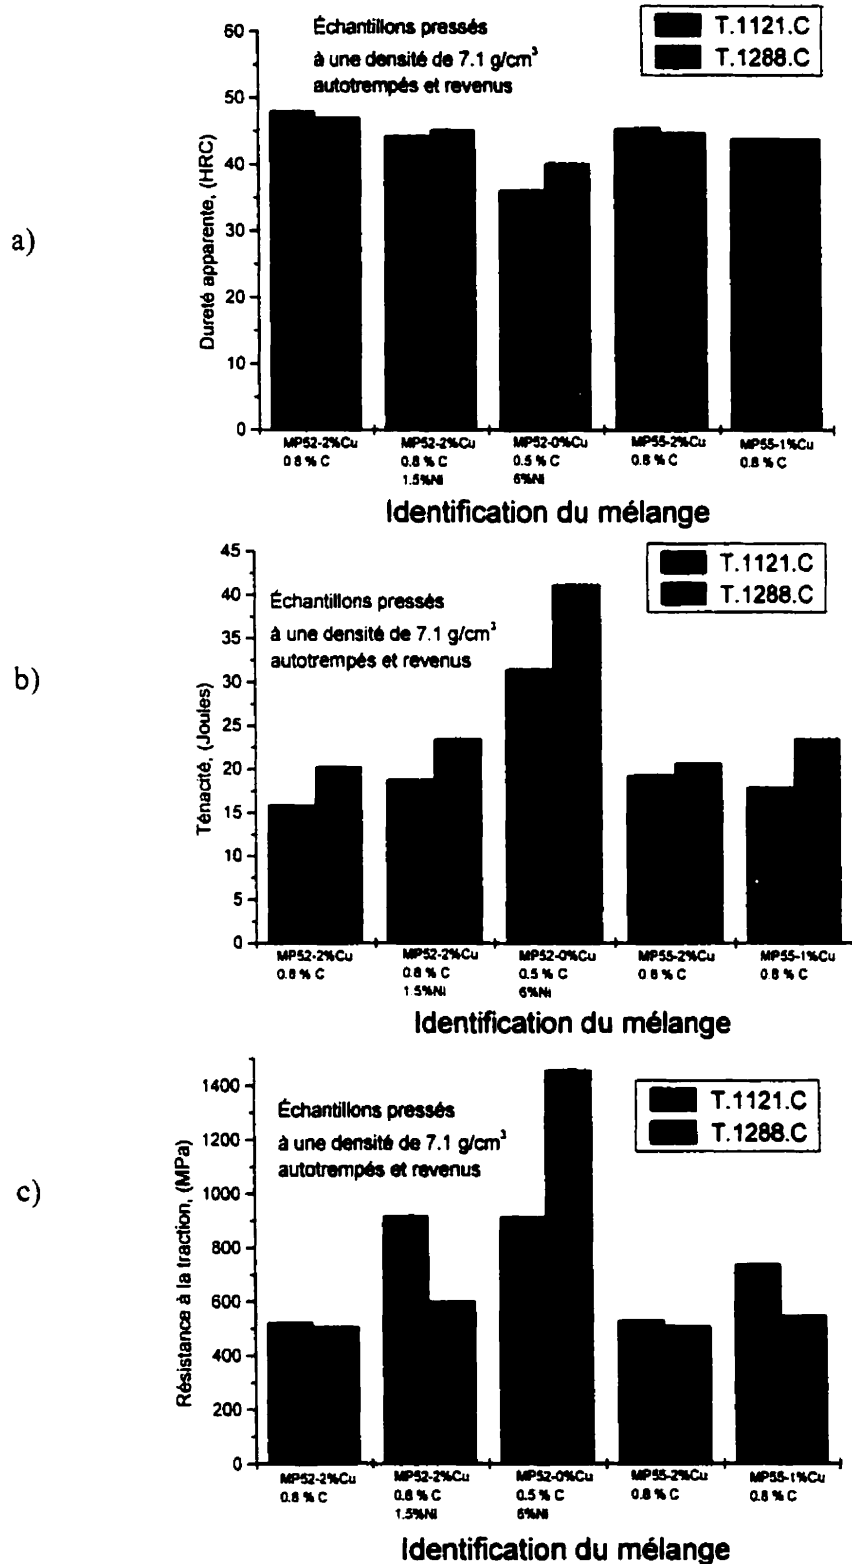 a)
Échantillons pressés
à une densité de 7.1 g/cm³
autotrempés et revenus
T.1121.C
T.1288.C
Dureté apparente, (HRC)
60
50
40
30
20
10
0
MP52-2%Cu
0.8 % C
MP52-2%Cu
0.8 % C
1.5%Ni
MP52-0%Cu
0.5 % C
6%Ni
MP55-2%Cu
0.8 % C
MP55-1%Cu
0.8 % C
Identification du mélange
b)
Échantillons pressés
à une densité de 7.1 g/cm³
autotrempés et revenus
T.1121.C
T.1288.C
Ténacité, (Joules)
45
40
35
30
25
20
15
10
5
0
MP52-2%Cu
0.8 % C
MP52-2%Cu
0.8 % C
1.5%Ni
MP52-0%Cu
0.5 % C
6%Ni
MP55-2%Cu
0.8 % C
MP55-1%Cu
0.8 % C
Identification du mélange
c)
Échantillons pressés
à une densité de 7.1 g/cm³
autotrempés et revenus
T.1121.C
T.1288.C
Résistance à la traction, (MPa)
1400
1200
1000
800
600
400
200
0
MP52-2%Cu
0.8 % C
MP52-2%Cu
0.8 % C
1.5%Ni
MP52-0%Cu
0.5 % C
6%Ni
MP55-2%Cu
0.8 % C
MP55-1%Cu
0.8 % C
Identification du mélange